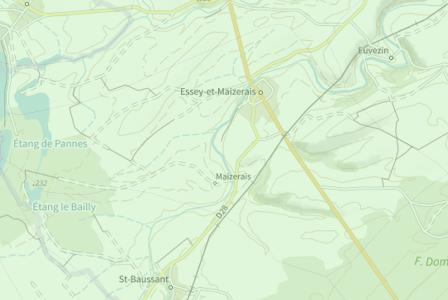 Euvezin
Essey-et-Maizerais
Étang de Pannes
Maizerais
232
Étang le Bailly
D28
F. Dom
St-Baussant